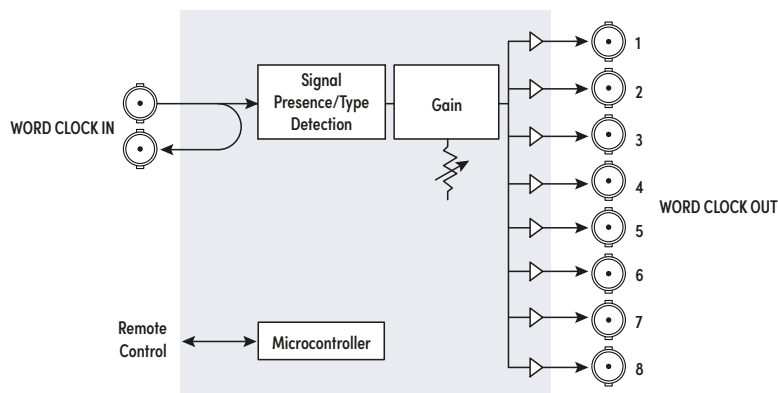 WORD CLOCK IN
Signal
Presence/Type
Detection
Gain
1
2
3
4
5
6
7
8
WORD CLOCK OUT
Remote
Control
Microcontroller